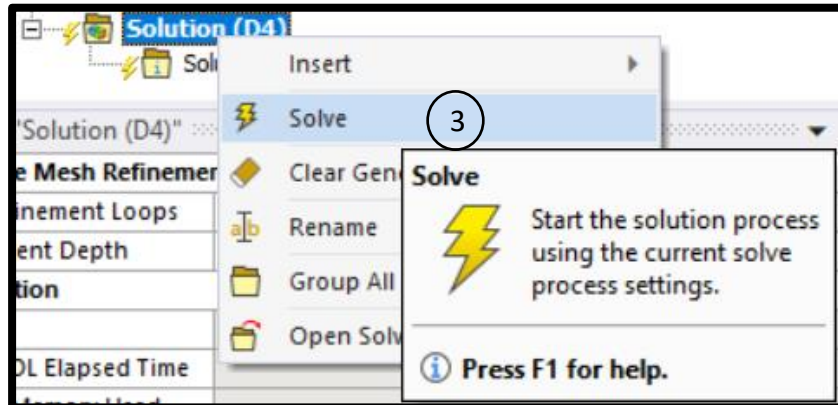 Solution (D4)
Insert
Solve
3
"Solution (D4)"
Mesh Refinemer
Clear Gen
Solve
Start the solution process
using the current solve
process settings.
inement Loops
Rename
ent Depth
Group All
tion
Open Solv
DL Elapsed Time
Press F1 for help.